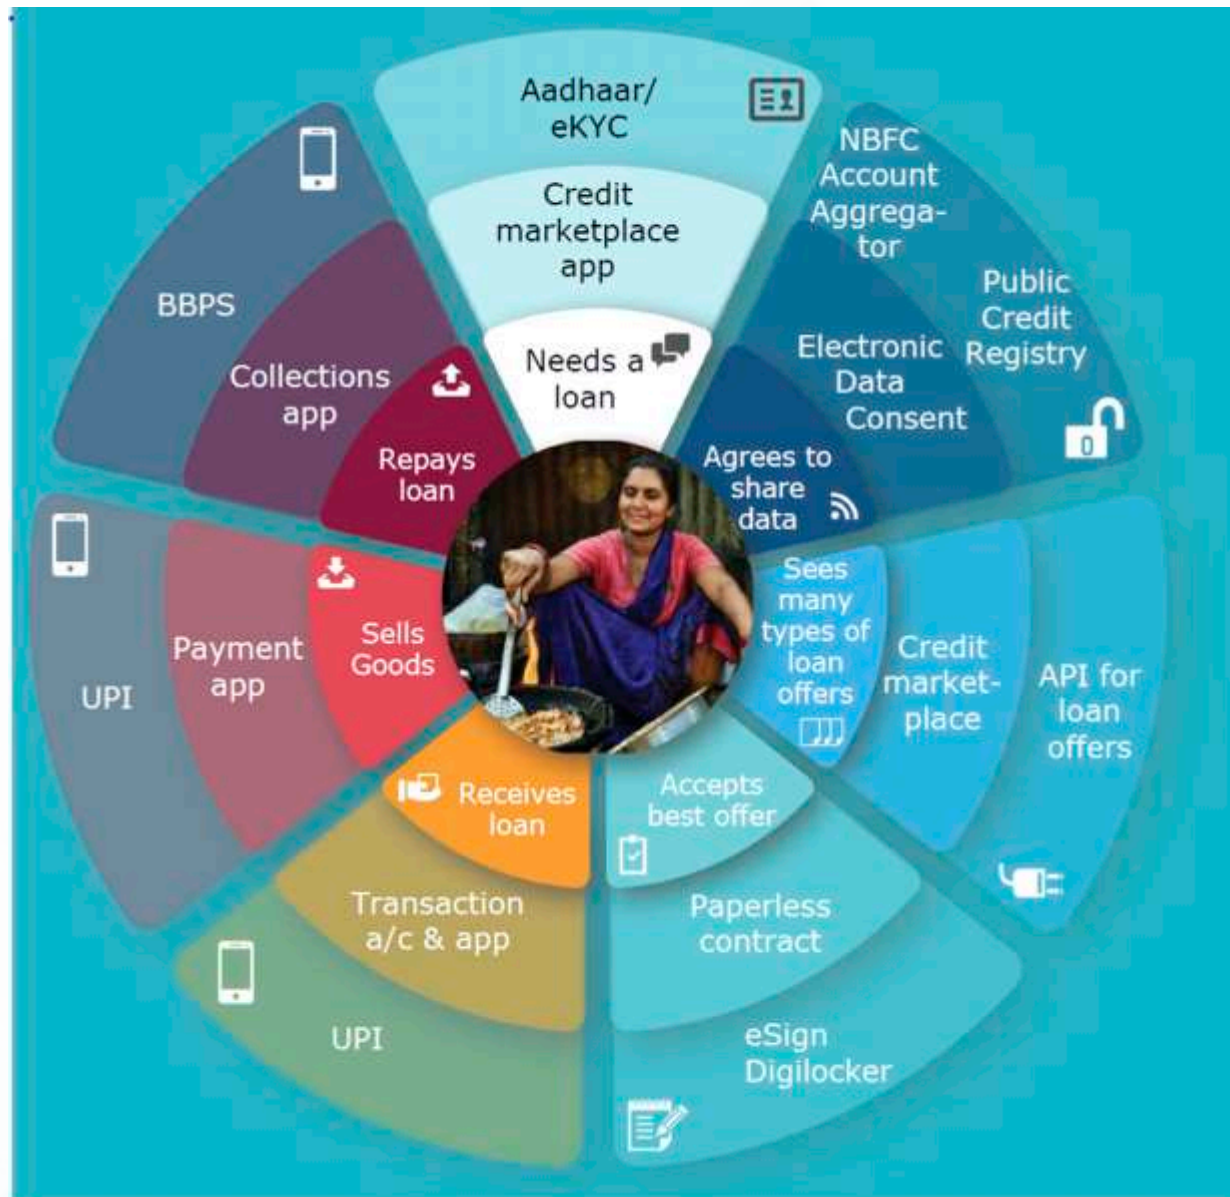 Aadhaar/
eKYC
Credit
marketplace
app
Needs a
loan
NBFC
Account
Aggrega-
tor
Public
Credit
Registry
Electronic
Data
Consent
Agrees to
share
data
Sees
many
types of
loan
offers
Credit
market-
place
API for
loan
offers
Accepts
best offer
Paperless
contract
eSign
Digilocker
Receives
loan
Transaction
a/c & app
UPI
Sells
Goods
Payment
app
UPI
Repays
loan
Collections
app
BBPS